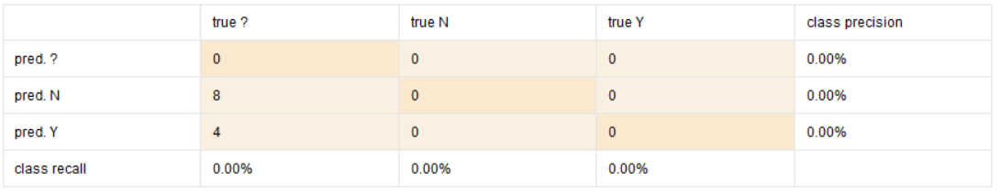 true ? true N true Y class precision
pred. ? 0 0 0 0.00%
pred. N 8 0 0 0.00%
pred. Y 4 0 0 0.00%
class recall 0.00% 0.00% 0.00%